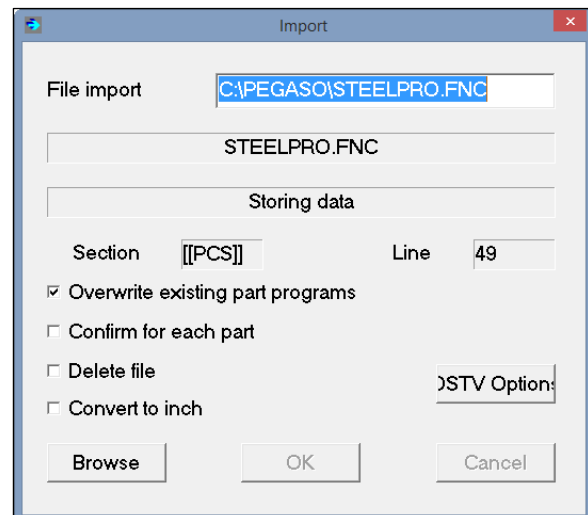 Import
File import C:\PEGASO\STEELPRO.FNC
STEELPRO.FNC
Storing data
Section [[PCS]] Line 49
Overwrite existing part programs
Confirm for each part
Delete file
DSTV Options
Convert to inch
Browse OK Cancel